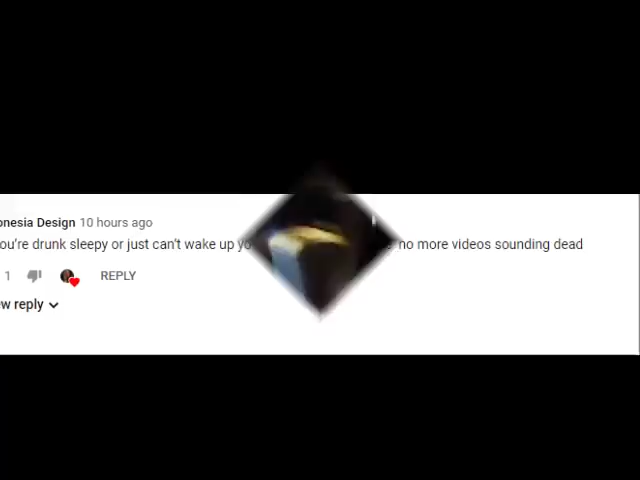 onesia Design 10 hours ago
ou're drunk sleepy or just can't wake up yo no more videos sounding dead
1 REPLY
w reply